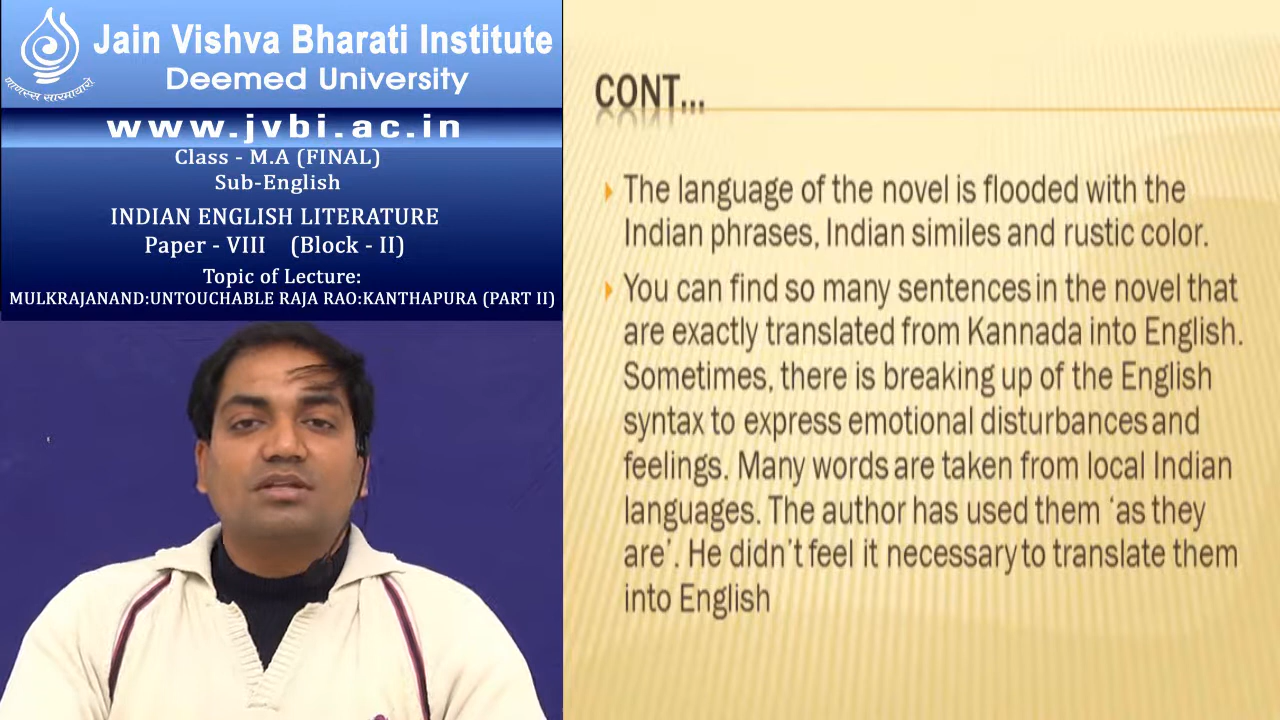 Jain Vishva Bharati Institute
Deemed University
www.jvbi.ac.in
Class - M.A (FINAL)
Sub-English
INDIAN ENGLISH LITERATURE
Paper - VIII (Block - II)
Topic of Lecture:
MULKRAJANAND:UNTOUCHABLE RAJA RAO:KANTHAPURA (PART II)
CONT...
The language of the novel is flooded with the
Indian phrases, Indian similes and rustic color.
You can find so many sentences in the novel that
are exactly translated from Kannada into English.
Sometimes, there is breaking up of the English
syntax to express emotional disturbances and
feelings. Many words are taken from local Indian
languages. The author has used them ‘as they
are’. He didn’t feel it necessary to translate them
into English